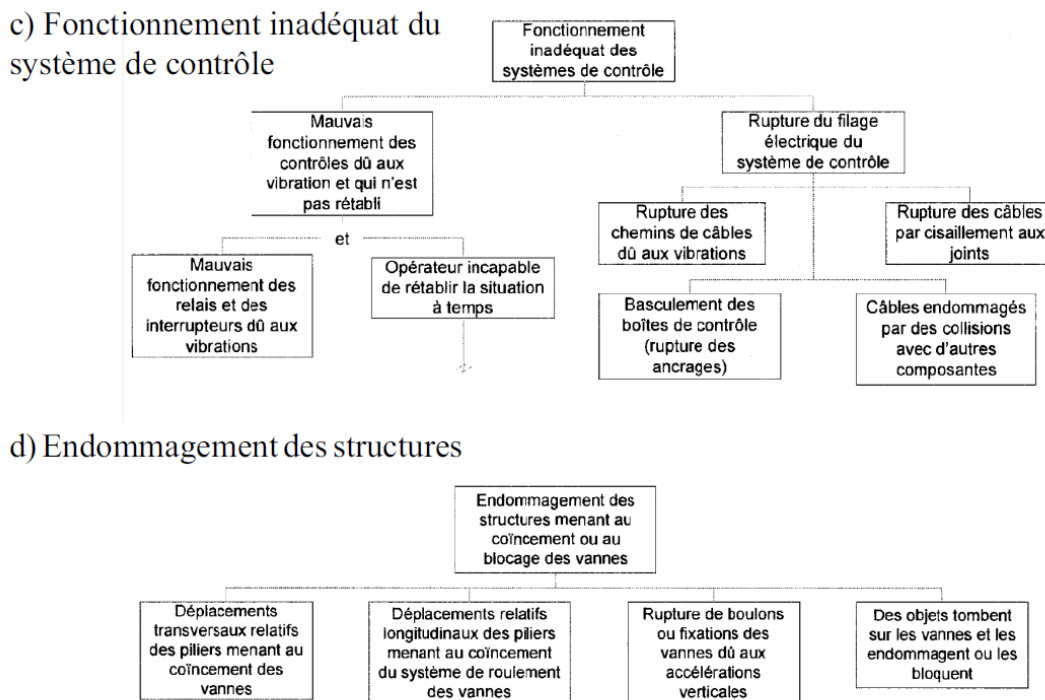 c) Fonctionnement inadéquat du
système de contrôle
Fonctionnement
inadéquat des
systèmes de contrôle
Mauvais
fonctionnement des
contrôles dû aux
vibration et qui n'est
pas rétabli
Rupture du filage
électrique du
système de contrôle
et
Mauvais
fonctionnement des
relais et des
interrupteurs dû aux
vibrations
Opérateur incapable
de rétablir la situation
à temps
Rupture des
chemins de câbles
dû aux vibrations
Rupture des câbles
par cisaillement aux
joints
Basculement des
boîtes de contrôle
(rupture des
ancrages)
Câbles endommagés
par des collisions
avec d'autres
composantes
d) Endommagement des structures
Endommagement des
structures menant au
coïncement ou au
blocage des vannes
Déplacements
transversaux relatifs
des piliers menant au
coïncement des
vannes
Déplacements relatifs
longitudinaux des piliers
menant au coïncement
du système de roulement
des vannes
Rupture de boulons
ou fixations des
vannes dû aux
accélérations
verticales
Des objets tombent
sur les vannes et les
endommagent ou les
bloquent